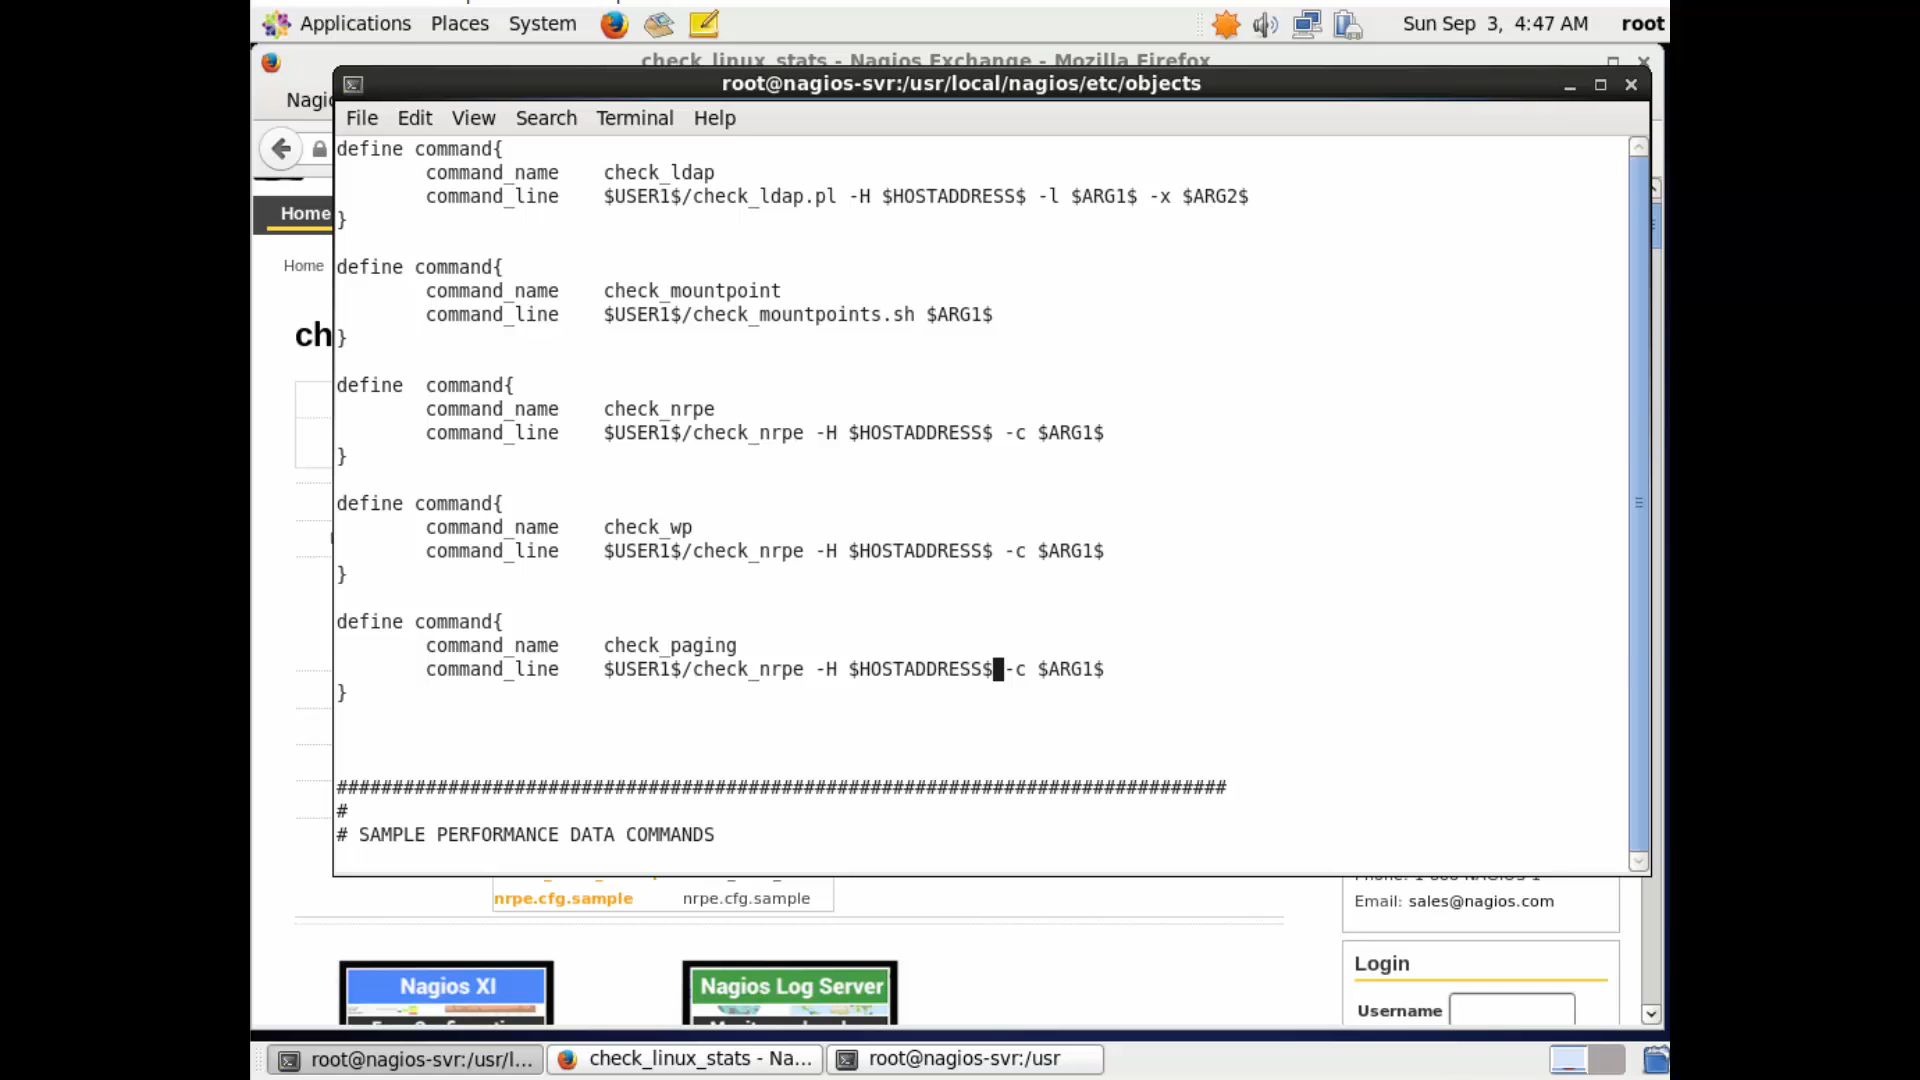 Applications Places System Sun Sep 3, 4:47 AM root
check_linux_stats - Nagios Exchange - Mozilla Firefox
root@nagios-svr:/usr/local/nagios/etc/objects
File Edit View Search Terminal Help
define command{
command_name check_ldap
command_line $USER1$/check_ldap.pl -H $HOSTADDRESS$ -l $ARG1$ -x $ARG2$
}
Home
Home
define command{
command_name check_mountpoint
command_line $USER1$/check_mountpoints.sh $ARG1$
}
define  command{
command_name check_nrpe
command_line $USER1$/check_nrpe -H $HOSTADDRESS$ -c $ARG1$
}
define command{
command_name check_wp
command_line $USER1$/check_nrpe -H $HOSTADDRESS$ -c $ARG1$
}
define command{
command_name check_paging
command_line $USER1$/check_nrpe -H $HOSTADDRESS$ -c $ARG1$
}
################################################################################
#
# SAMPLE PERFORMANCE DATA COMMANDS
nrpe.cfg.sample nrpe.cfg.sample
Email: sales@nagios.com
Nagios XI
Nagios Log Server
Login
Username
root@nagios-svr:/usr/l... check_linux_stats - Na... root@nagios-svr:/usr